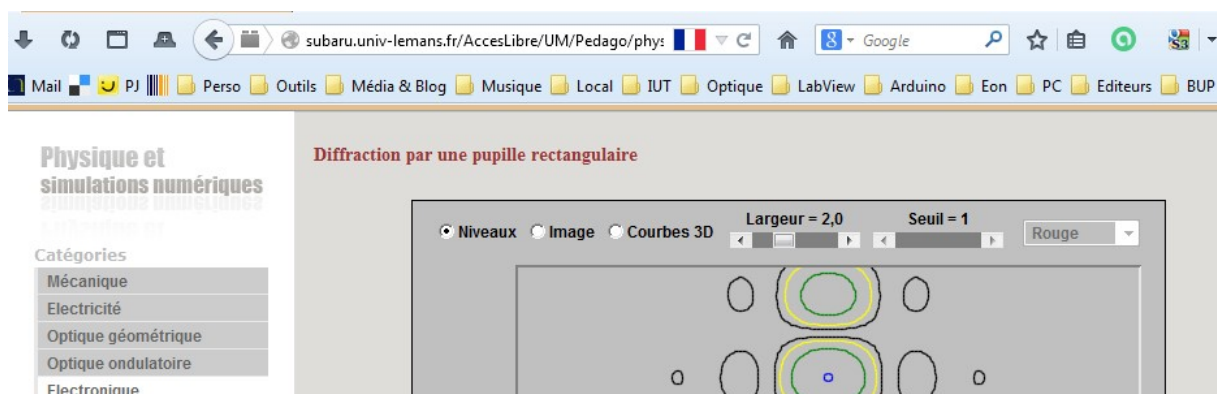 subaru.univ-lemans.fr/AccesLibre/UM/Pedago/phys 8 Google S3
Mail PJ Perso Outils Média & Blog Musique Local IUT Optique LabView Arduino Eon PC Editeurs BUP
Physique et
simulations numériques
Diffraction par une pupille rectangulaire
Niveaux Image Courbes 3D Largeur = 2,0 Seuil = 1 Rouge
Catégories
Mécanique
Electricité
Optique géométrique
Optique ondulatoire
Electronique